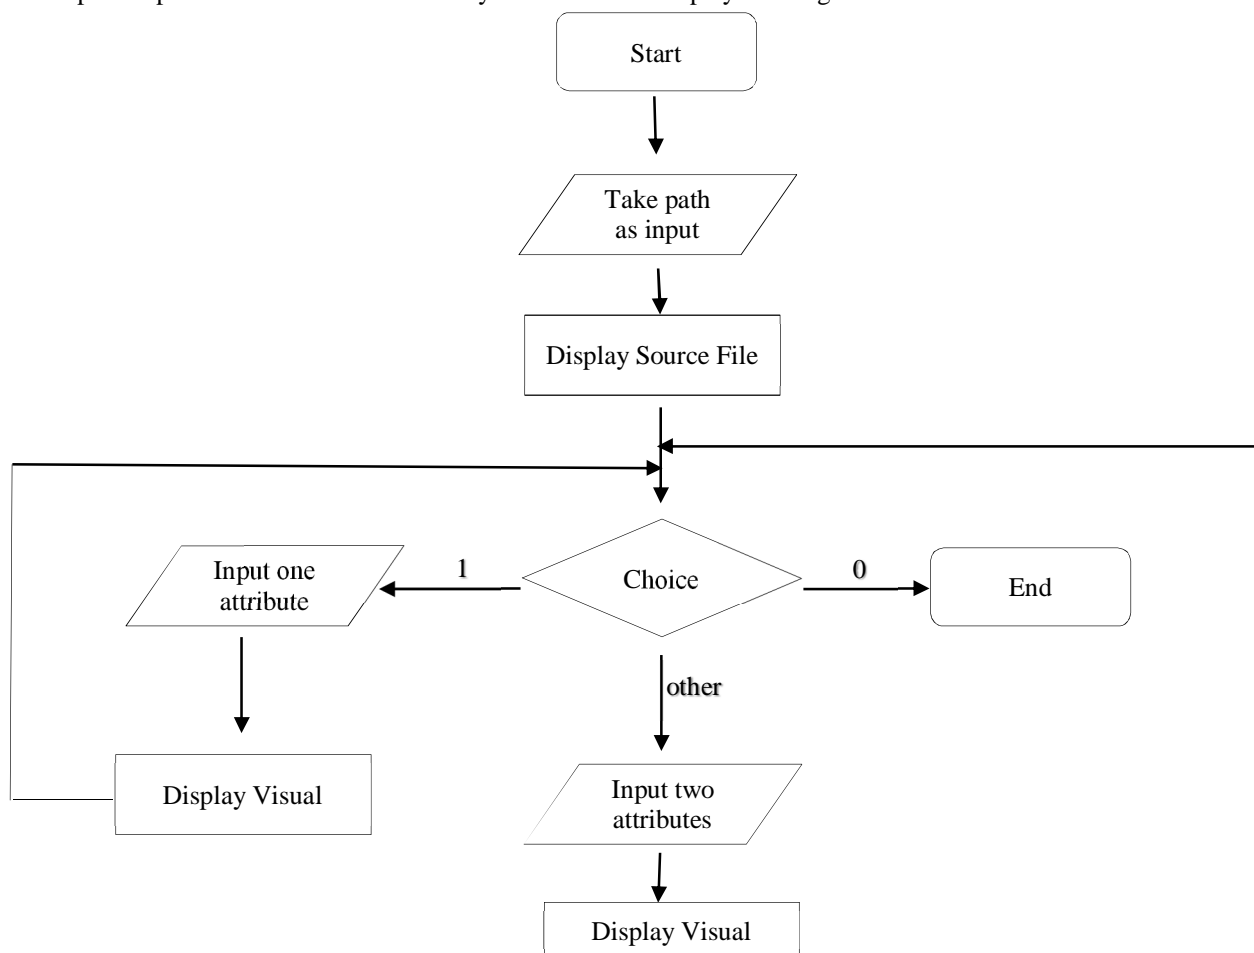 Start
Take path
as input
Display Source File
Choice
1
0
End
Input one
attribute
other
Display Visual
Input two
attributes
Display Visual